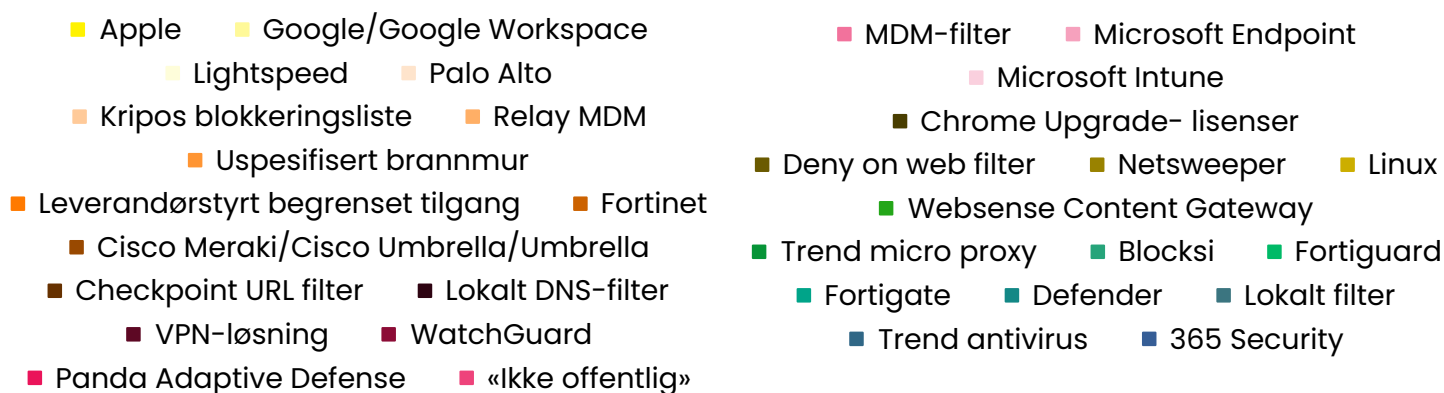 Apple Google/Google Workspace
Lightspeed Palo Alto
Kripos blokkeringsliste Relay MDM
Uspesifisert brannmur
Leverandørstyrt begrenset tilgang Fortinet
Cisco Meraki/Cisco Umbrella/Umbrella
Checkpoint URL filter Lokalt DNS-filter
VPN-løsning WatchGuard
Panda Adaptive Defense «Ikke offentlig»
MDM-filter Microsoft Endpoint
Microsoft Intune
Chrome Upgrade- lisenser
Deny on web filter Netsweeper Linux
Websense Content Gateway
Trend micro proxy Blocksi Fortiguard
Fortigate Defender Lokalt filter
Trend antivirus 365 Security